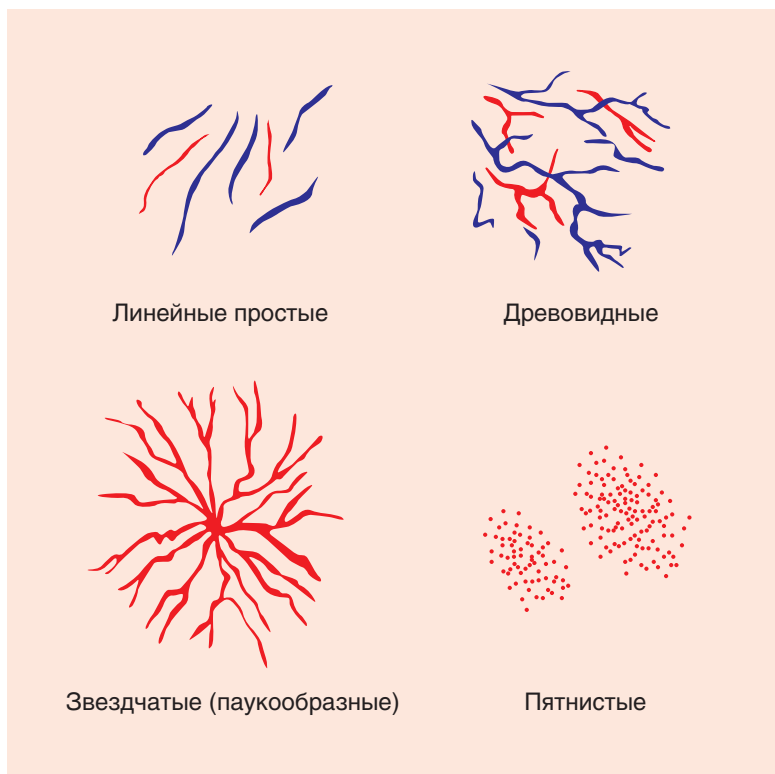 Линейные простые
Древовидные
Звездчатые (паукообразные)
Пятнистые